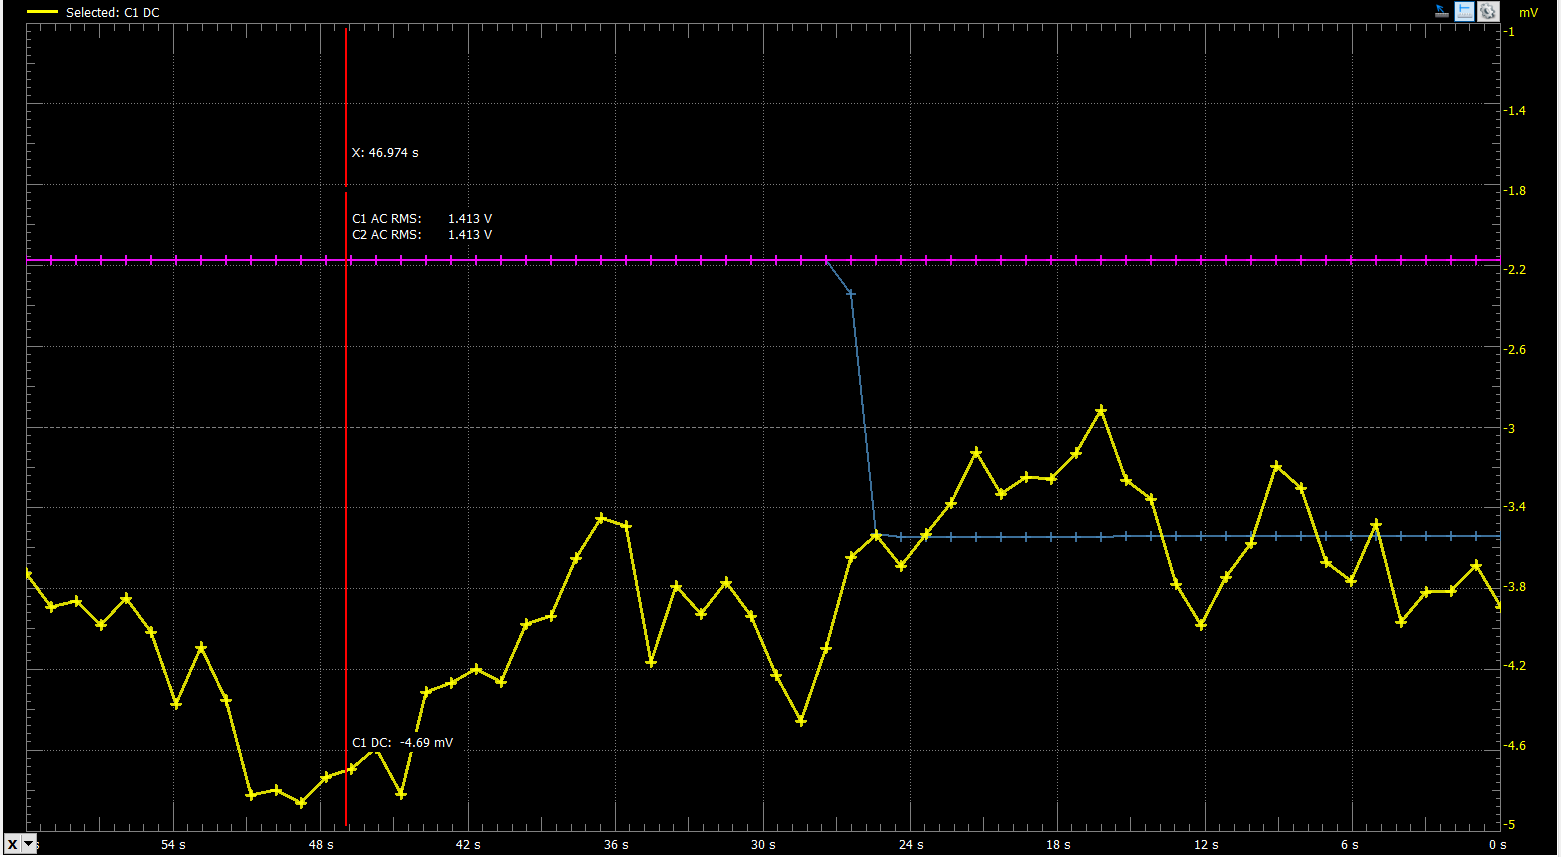 Selected: C1 DC
mV
-1
-1.4
-1.8
-2.2
-2.6
-3
-3.4
-3.8
-4.2
-4.6
-5
X: 46.974 s
C1 AC RMS: 1.413 V
C2 AC RMS: 1.413 V
C1 DC: -4.69 mV
X
s 54 s 48 s 42 s 36 s 30 s 24 s 18 s 12 s 6 s 0 s